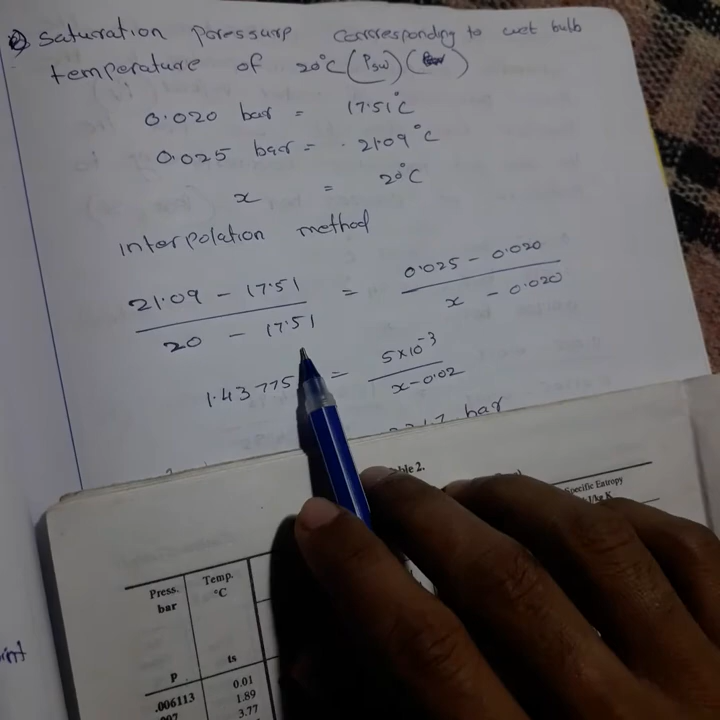 saturation pressure corresponding to wet bulb
temperature of 20°C (Psw)
0.020 bar = 17.51°C
0.025 bar = 21.09°C
x = 20°C
interpolation method
21.09 - 17.51 / 20 - 17.51 = 0.025 - 0.020 / x - 0.020
1.43775 = 5×10⁻³ / x-0.02
bar
Table 2.
Specific Entropy
Press. bar
Temp. °C
p
ts
.006113 0.01
1.89
3.77